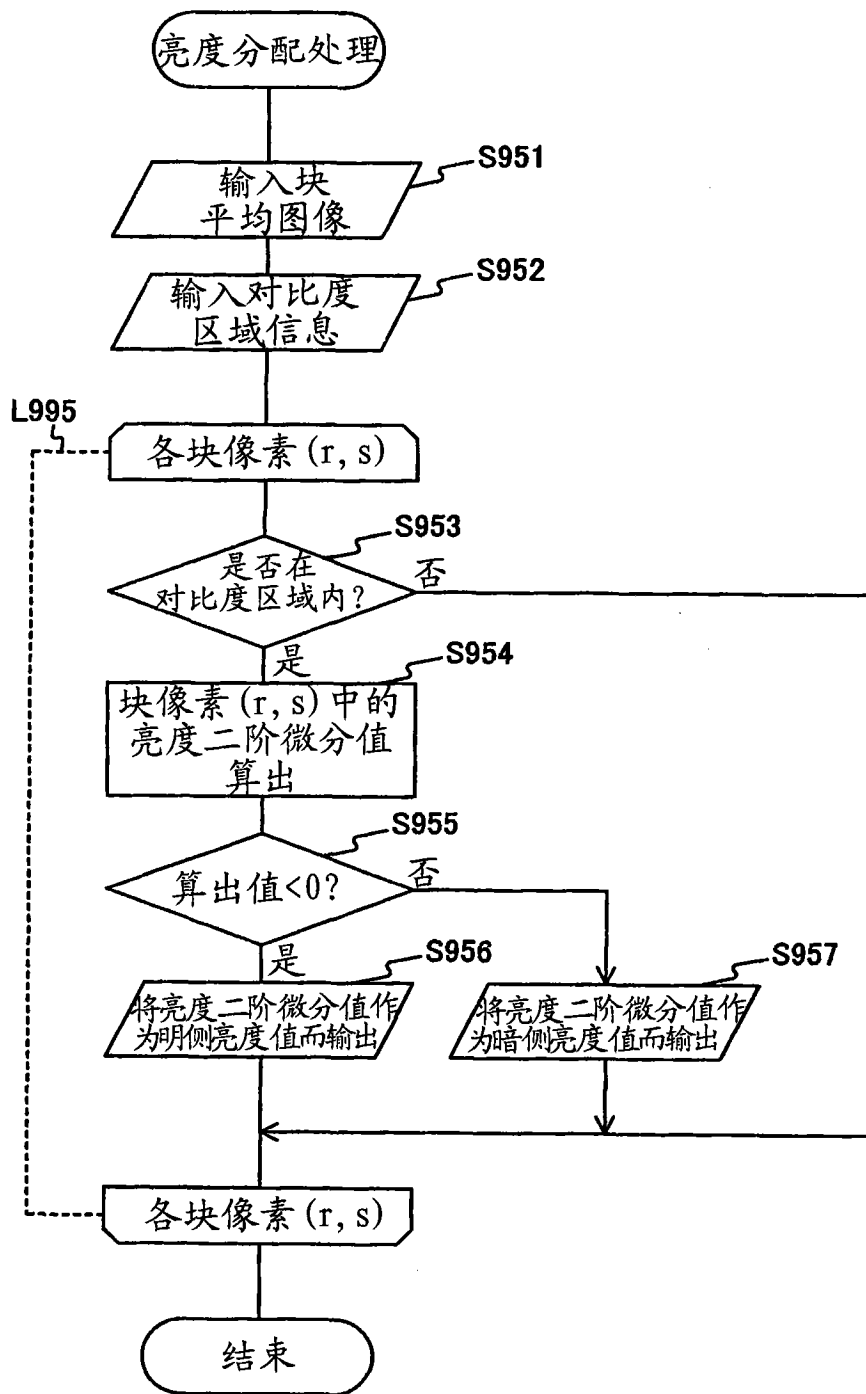 亮度分配处理
S951
输入块
平均图像
S952
输入对比度
区域信息
L995
各块像素(r,s)
S953
是否在
对比度区域内?
否
是
S954
块像素(r,s)中的
亮度二阶微分值
算出
S955
算出值<0?
否
是
S956
将亮度二阶微分值作
为明侧亮度值而输出
S957
将亮度二阶微分值作
为暗侧亮度值而输出
各块像素(r,s)
结束